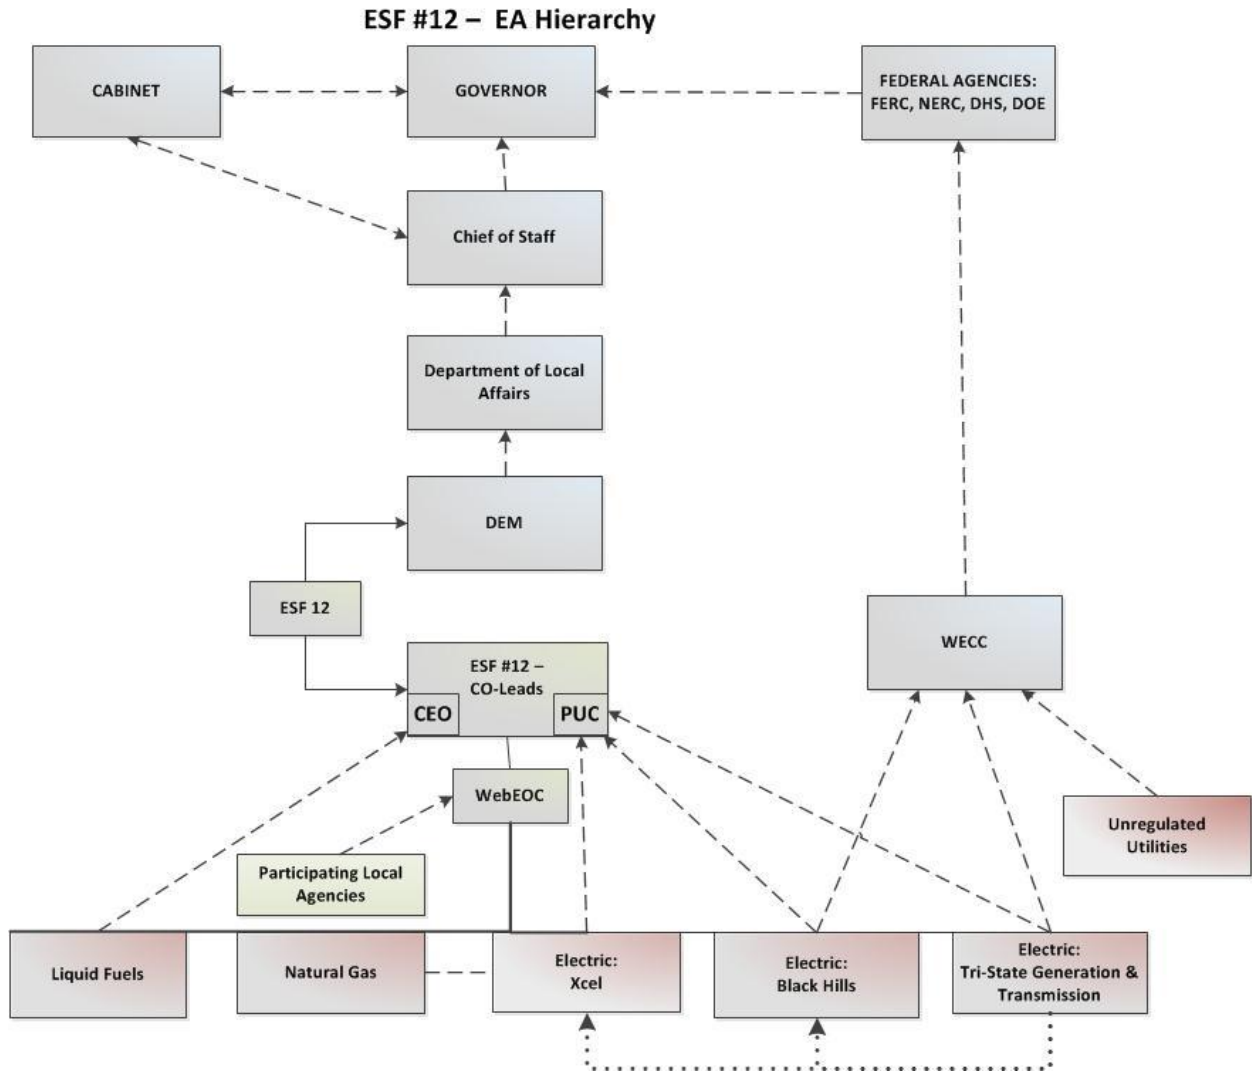 ESF #12 – EA Hierarchy
CABINET
GOVERNOR
FEDERAL AGENCIES:
FERC, NERC, DHS, DOE
Chief of Staff
Department of Local
Affairs
DEM
ESF 12
ESF #12 –
CO-Leads
CEO
PUC
WECC
WebEOC
Unregulated
Utilities
Participating Local
Agencies
Liquid Fuels
Natural Gas
Electric:
Xcel
Electric:
Black Hills
Electric:
Tri-State Generation &
Transmission